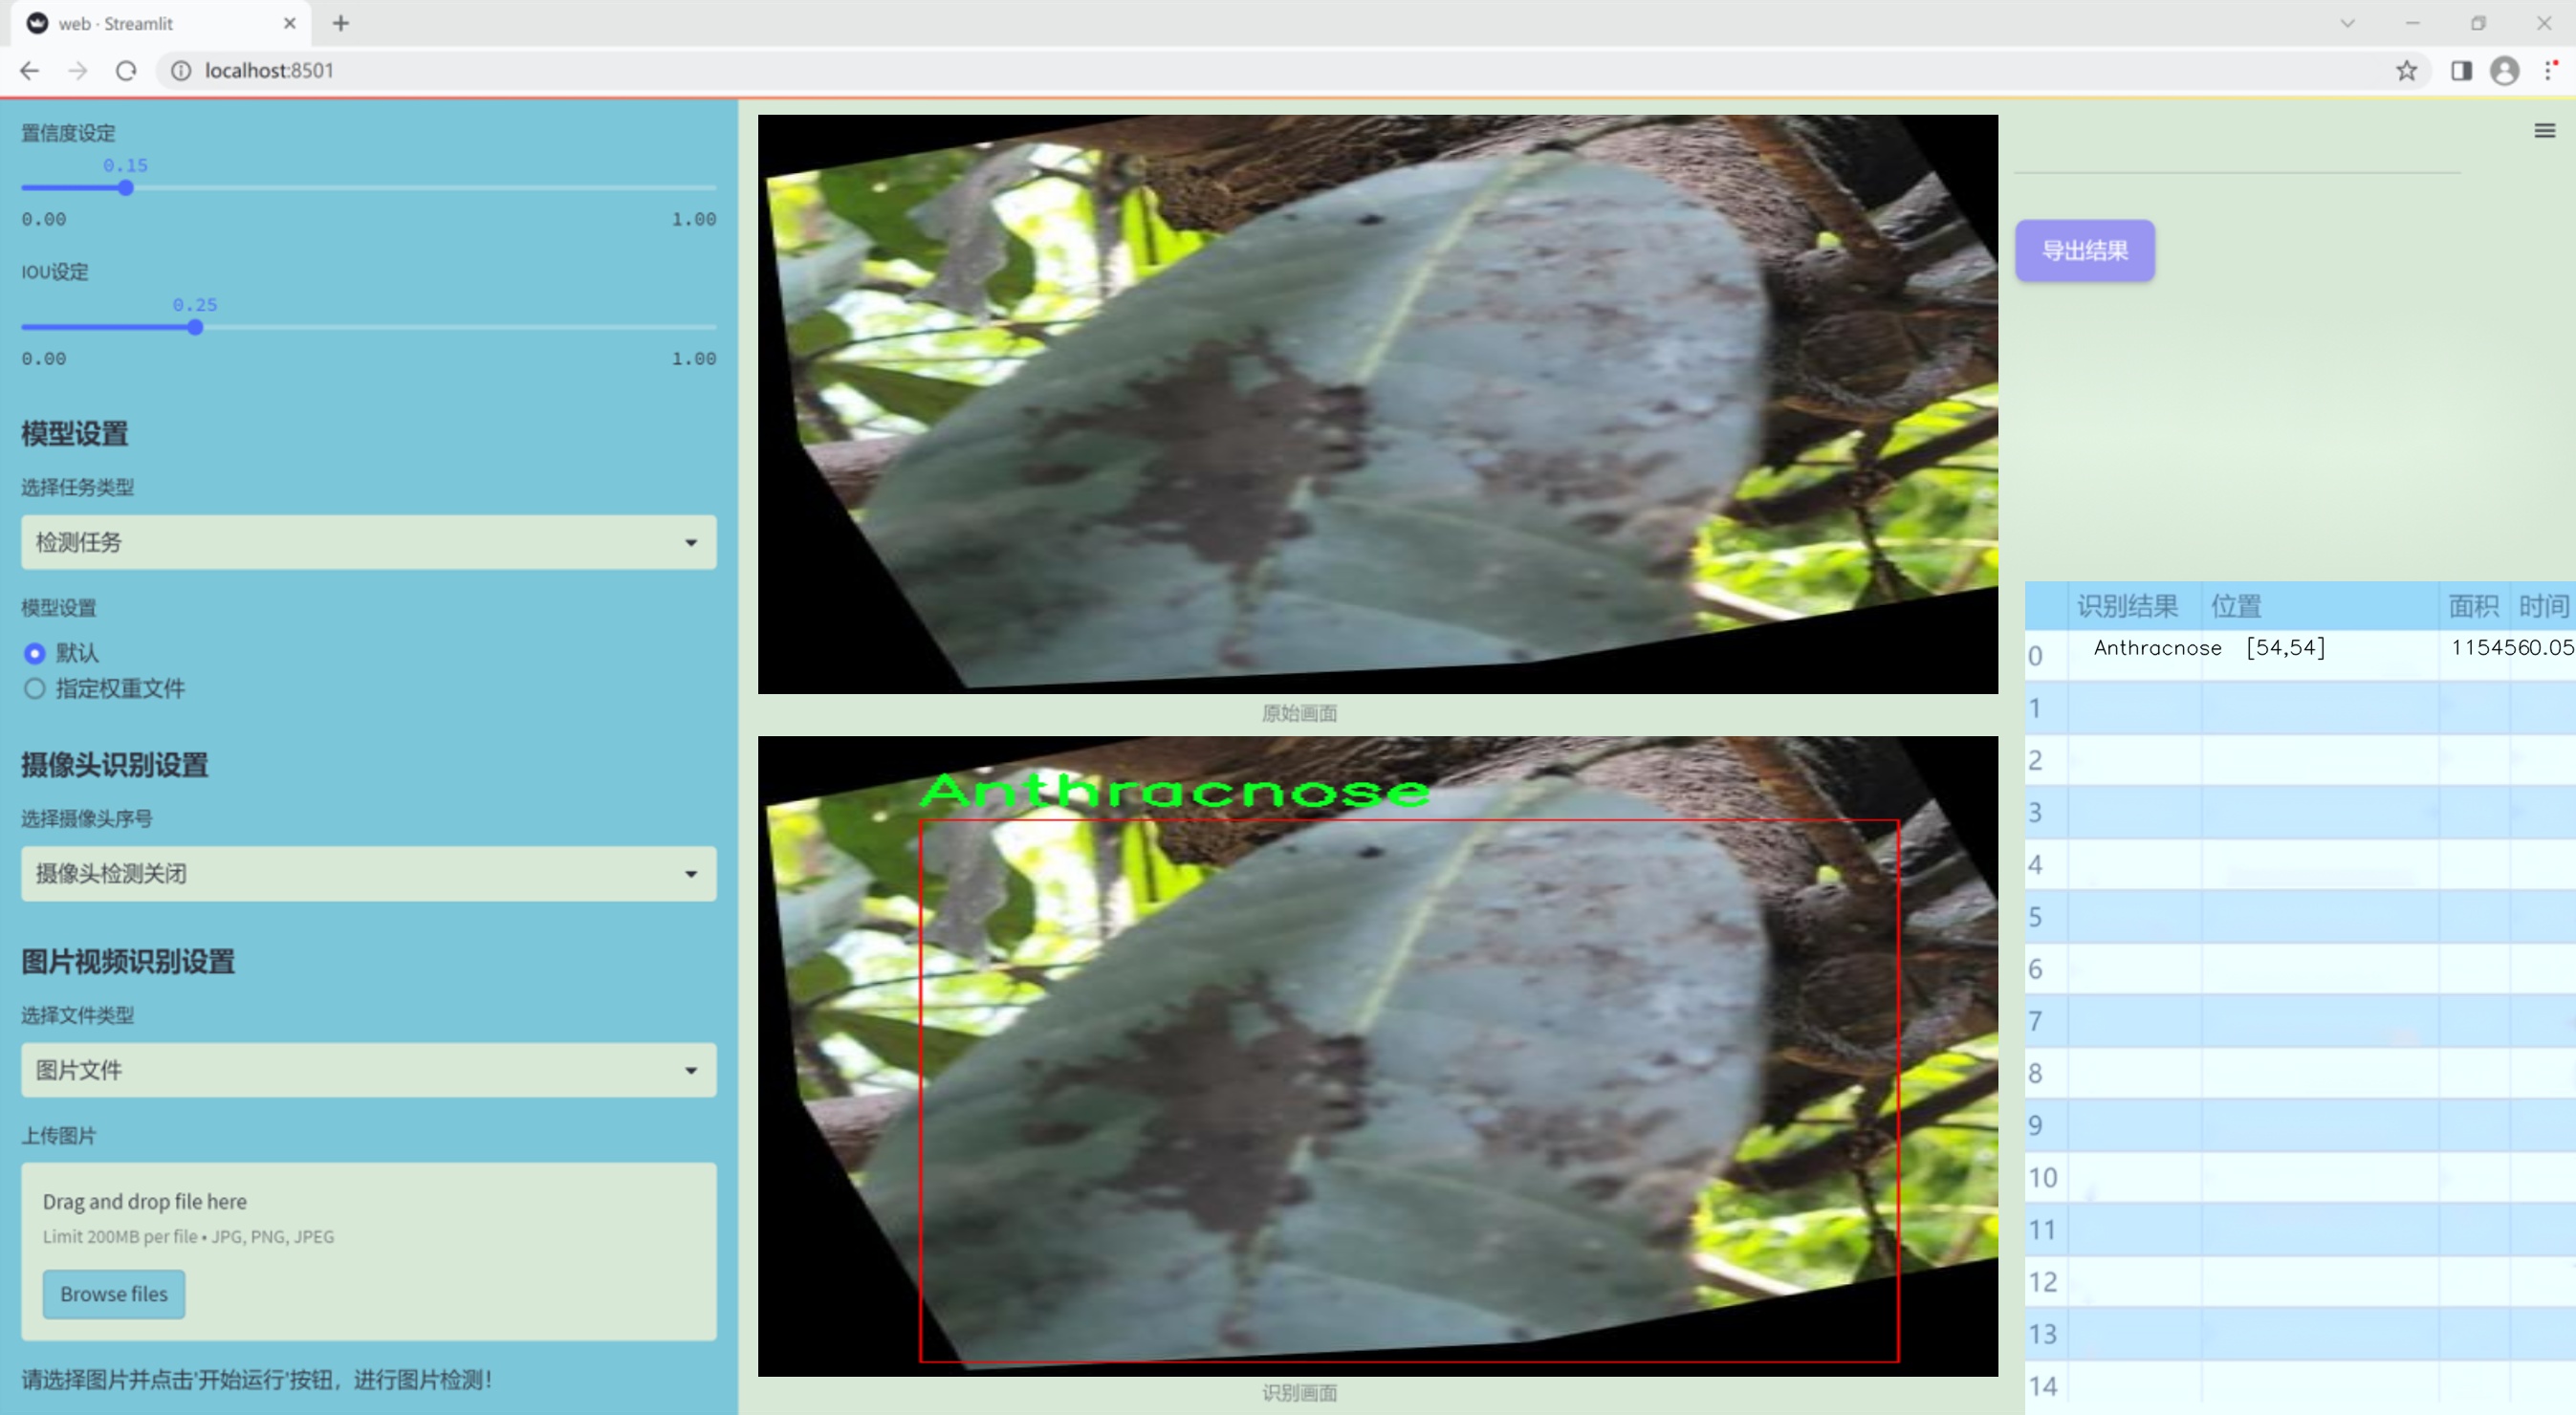 web · Streamlit
localhost:8501
置信度设定
0.15
0.00 1.00
IOU设定
0.25
0.00 1.00
模型设置
选择任务类型
检测任务
模型设置
默认
指定权重文件
摄像头识别设置
选择摄像头序号
摄像头检测关闭
图片视频识别设置
选择文件类型
图片文件
上传图片
Drag and drop file here
Limit 200MB per file • JPG, PNG, JPEG
Browse files
请选择图片并点击'开始运行'按钮，进行图片检测！
原始画面
Anthracnose
识别画面
导出结果
识别结果 位置 面积 时间
0 Anthracnose [54,54] 1154560.05
1
2
3
4
5
6
7
8
9
10
11
12
13
14